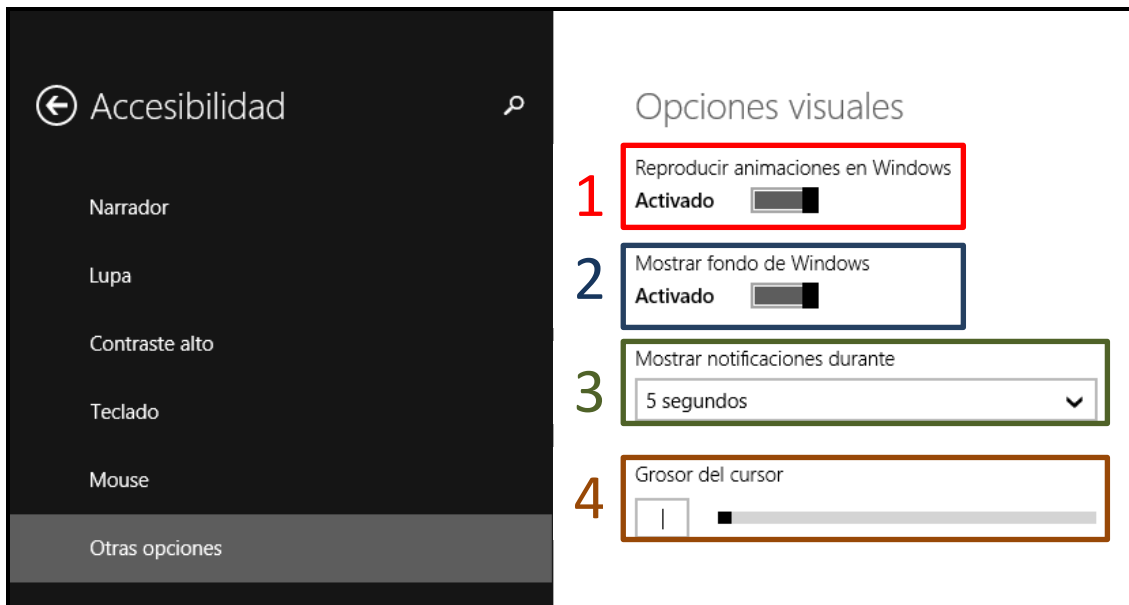 Accesibilidad
Narrador
Lupa
Contraste alto
Teclado
Mouse
Otras opciones
Opciones visuales
1
Reproducir animaciones en Windows
Activado
2
Mostrar fondo de Windows
Activado
3
Mostrar notificaciones durante
5 segundos
4
Grosor del cursor